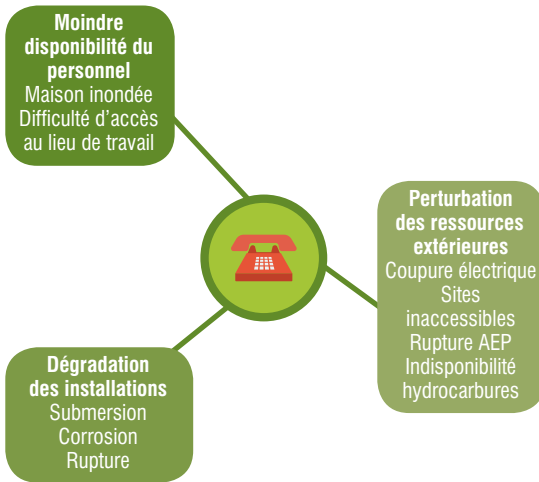 Moindre
disponibilité du
personnel
Maison inondée
Difficulté d'accès
au lieu de travail
Perturbation
des ressources
extérieures
Coupure électrique
Sites
inaccessibles
Rupture AEP
Indisponibilité
hydrocarbures
Dégradation
des installations
Submersion
Corrosion
Rupture